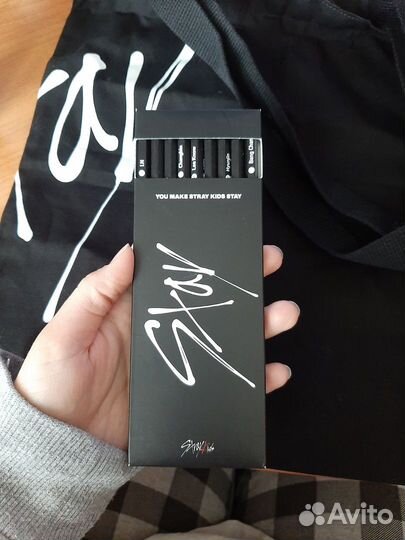 I.N
Changbin
Lee Know
Hyunjin
Bang Chan
YOU MAKE STRAY KIDS STAY
Stay
Stray Kids
Avito